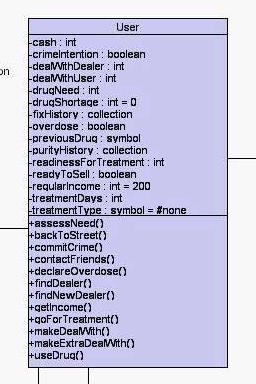 User
on
-cash : int
-crimeIntention : boolean
-dealWithDealer : int
-dealWithUser : int
-drugNeed : int
-drugShortage : int = 0
-fixHistory : collection
-overdose : boolean
-previousDrug : symbol
-purityHistory : collection
-readinessForTreatment : int
-readyToSell : boolean
-regularIncome : int = 200
-treatmentDays : int
-treatmentType : symbol = #none
+assessNeed()
+backToStreet()
+commitCrime()
+contactFriends()
+declareOverdose()
+findDealer()
+findNewDealer()
+getIncome()
+goForTreatment()
+makeDealWith()
+makeExtraDealWith()
+useDrug()